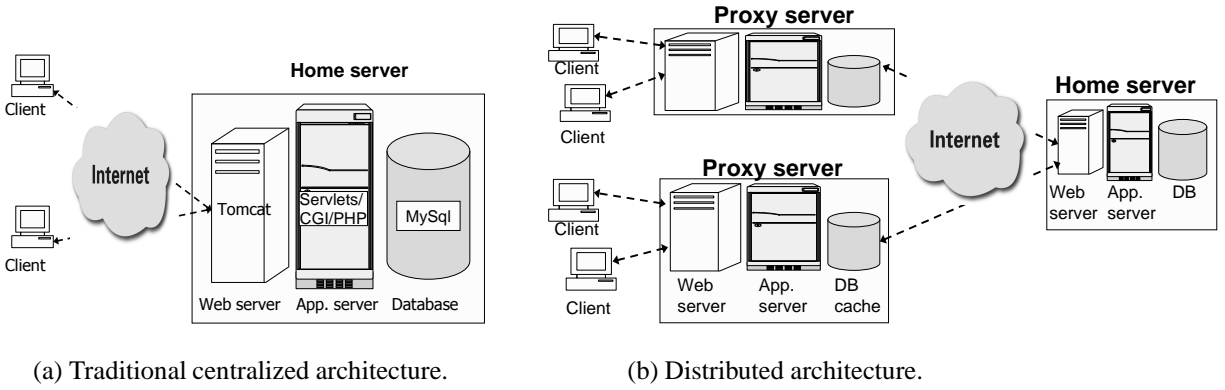 Home server
Client
Client
Internet
Tomcat
Servlets/
CGI/PHP
MySql
Web server
App. server
Database
(a) Traditional centralized architecture.
Proxy server
Client
Client
Proxy server
Client
Client
Web
server
App.
server
DB
cache
Internet
Home server
Web
server
App.
server
DB
(b) Distributed architecture.